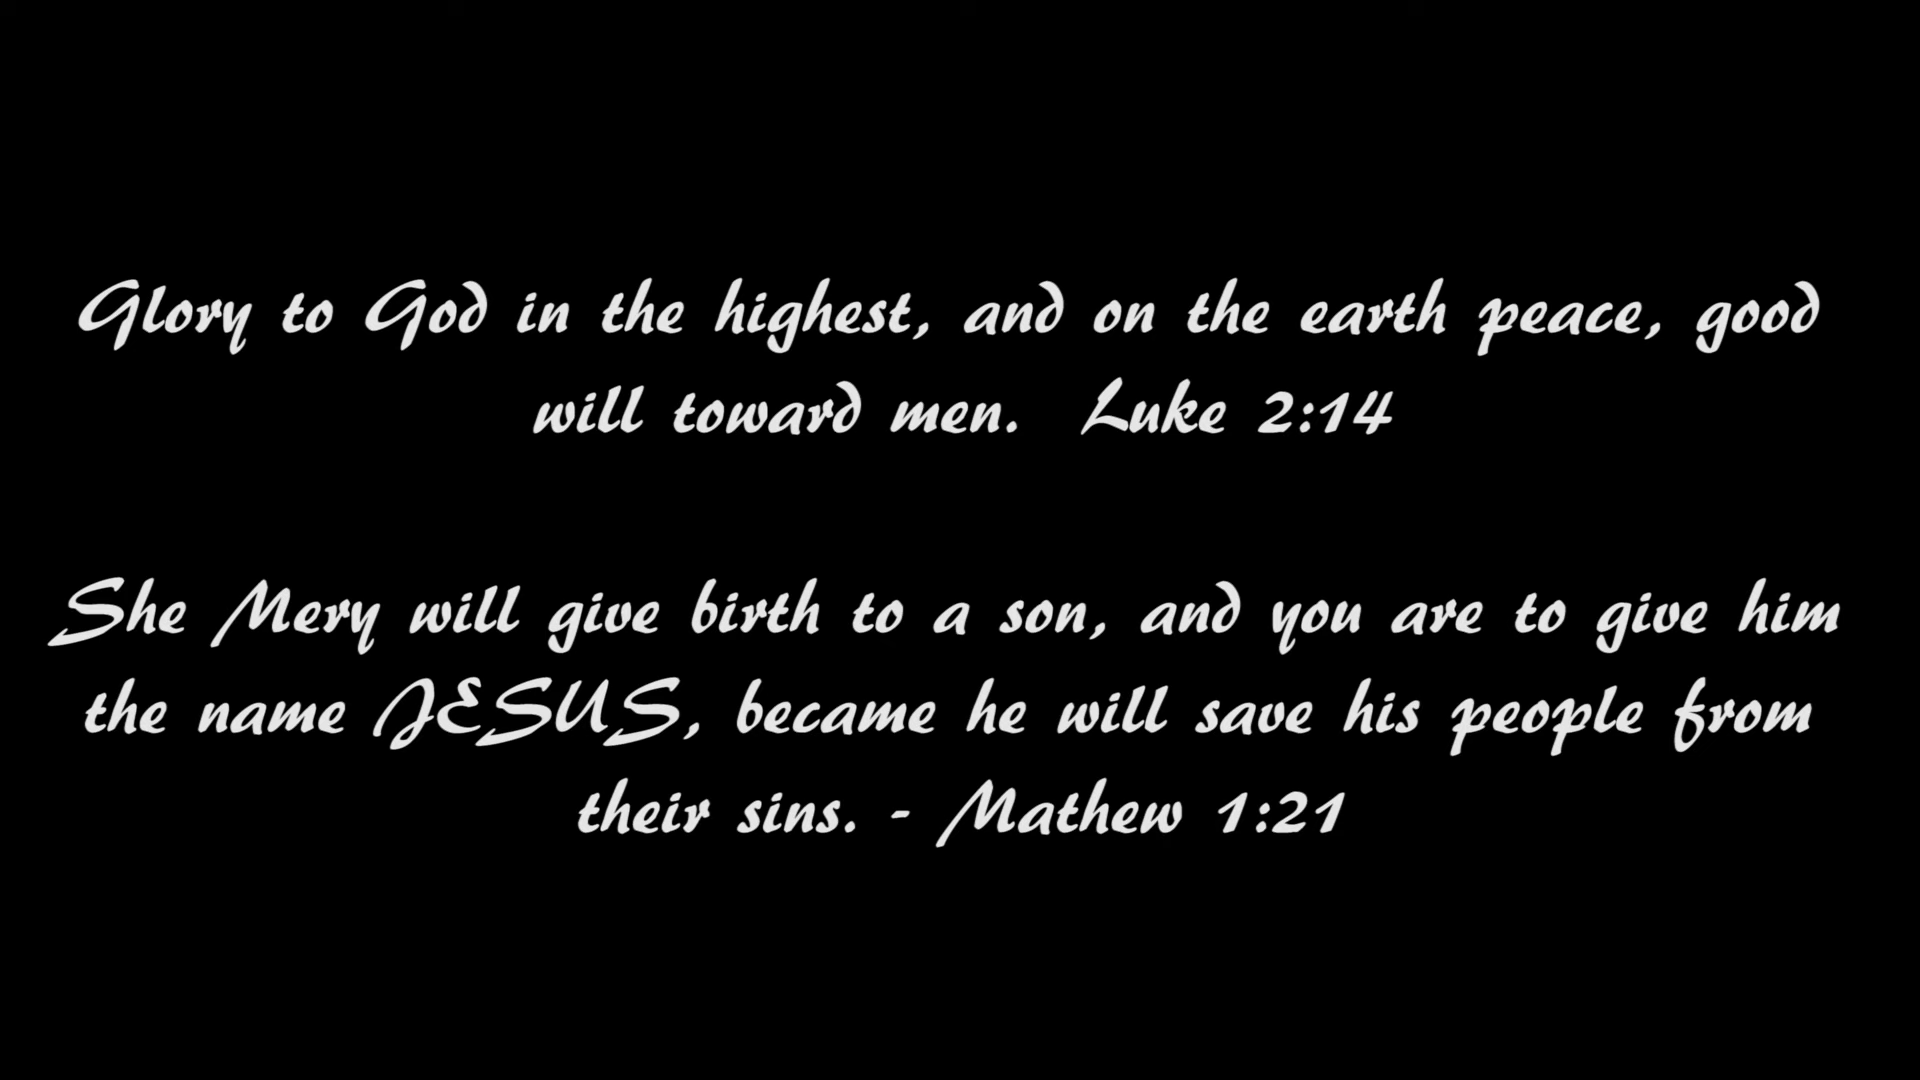 Glory to God in the highest, and on the earth peace, good
will toward men. Luke 2:14
She Mery will give birth to a son, and you are to give him
the name JESUS, became he will save his people from
their sins. - Mathew 1:21